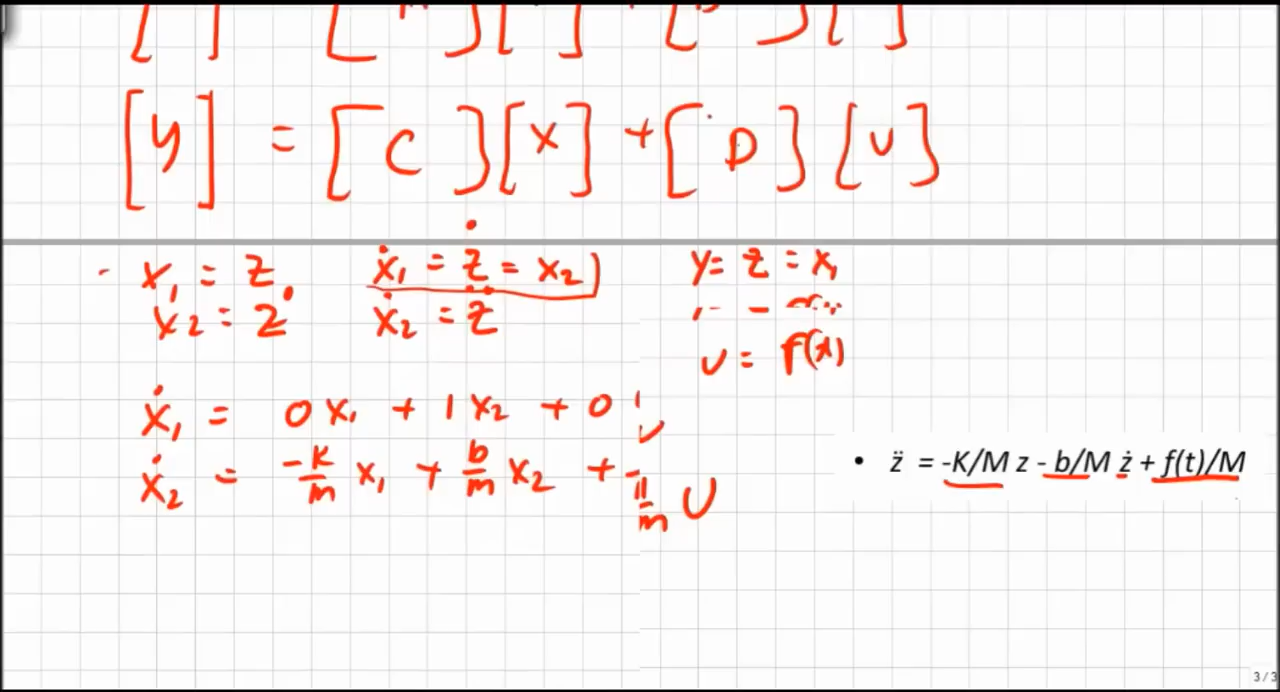 [Y] = [C][X] + [D][U]
x₁ = z ẋ₁ = ż = x₂ y = z = x₁
x₂ = ż ẋ₂ = z̈
u = f(x)
ẋ₁ = 0x₁ + 1x₂ + 0 U
ẋ₂ = -K/m x₁ + b/m x₂ + 1/m U
• z̈ = -K/M z - b/M ż + f(t)/M
3 / 3